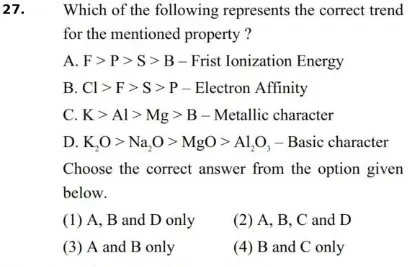 27. Which of the following represents the correct trend
for the mentioned property ?
A. F > P > S > B – Frist Ionization Energy
B. Cl > F > S > P – Electron Affinity
C. K > Al > Mg > B – Metallic character
D. K₂O > Na₂O > MgO > Al₂O₃ – Basic character
Choose the correct answer from the option given
below.
(1) A, B and D only (2) A, B, C and D
(3) A and B only (4) B and C only